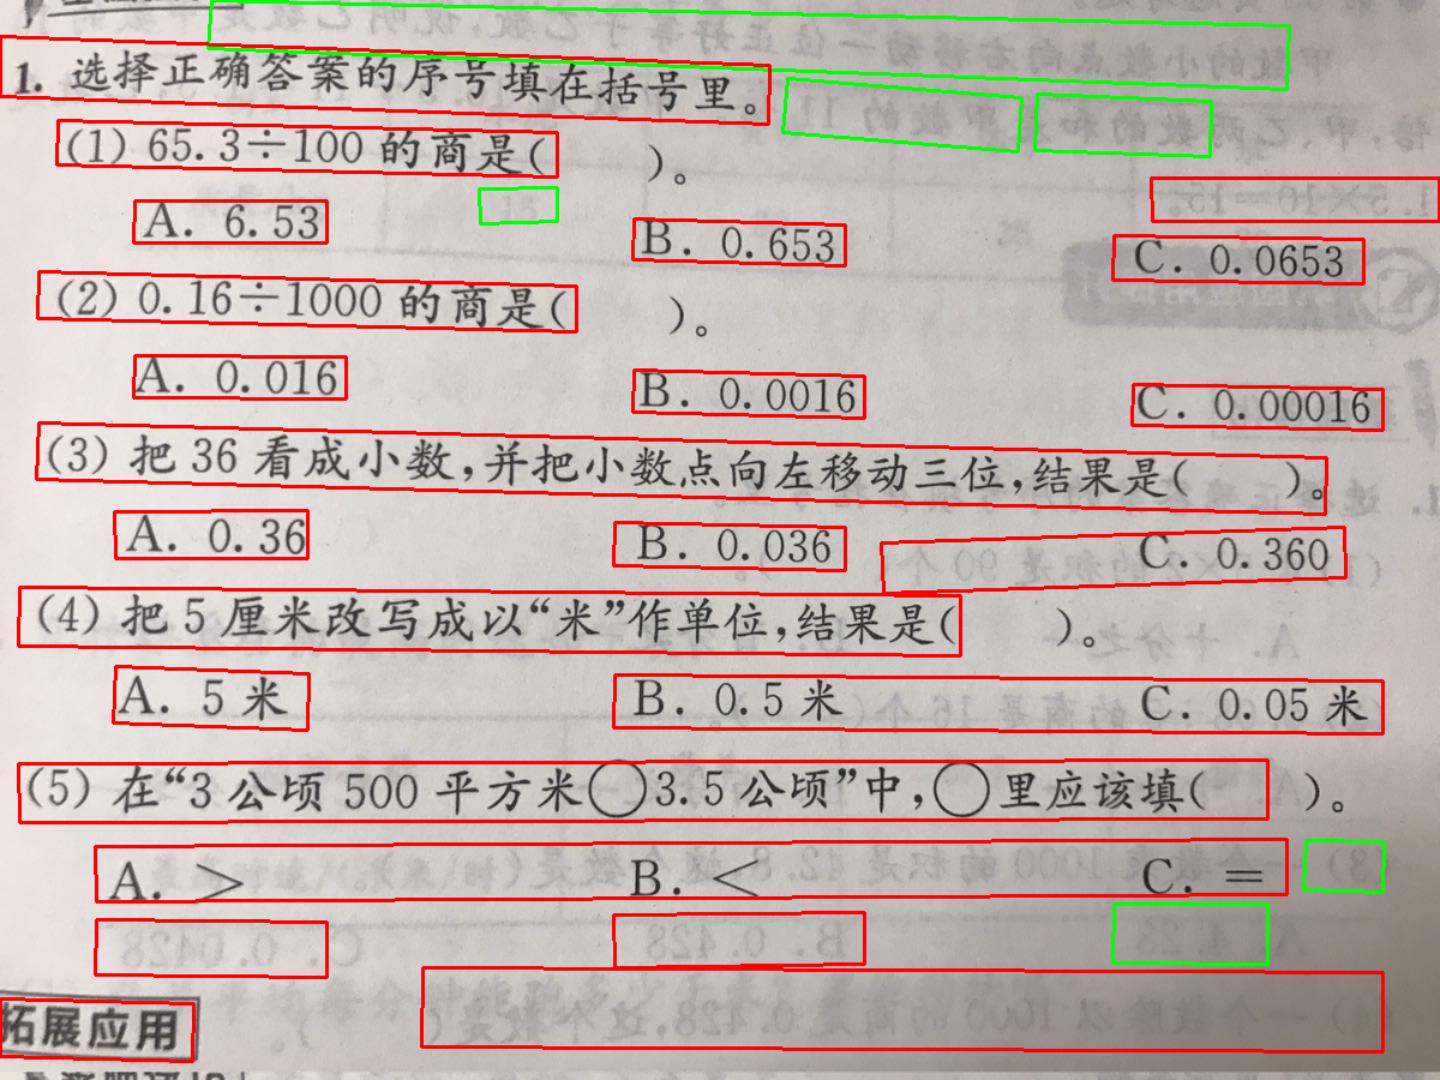 1. 选择正确答案的序号填在括号里。
(1) 65.3÷100 的商是(  )。
A. 6.53 B. 0.653 C. 0.0653
(2) 0.16÷1000 的商是(  )。
A. 0.016 B. 0.0016 C. 0.00016
(3) 把 36 看成小数,并把小数点向左移动三位,结果是(  )。
A. 0.36 B. 0.036 C. 0.360
(4) 把 5 厘米改写成以“米”作单位,结果是(  )。
A. 5 米 B. 0.5 米 C. 0.05 米
(5) 在“3 公顷 500 平方米○3.5 公顷”中,○里应该填(  )。
A. > B. < C. =
拓展应用